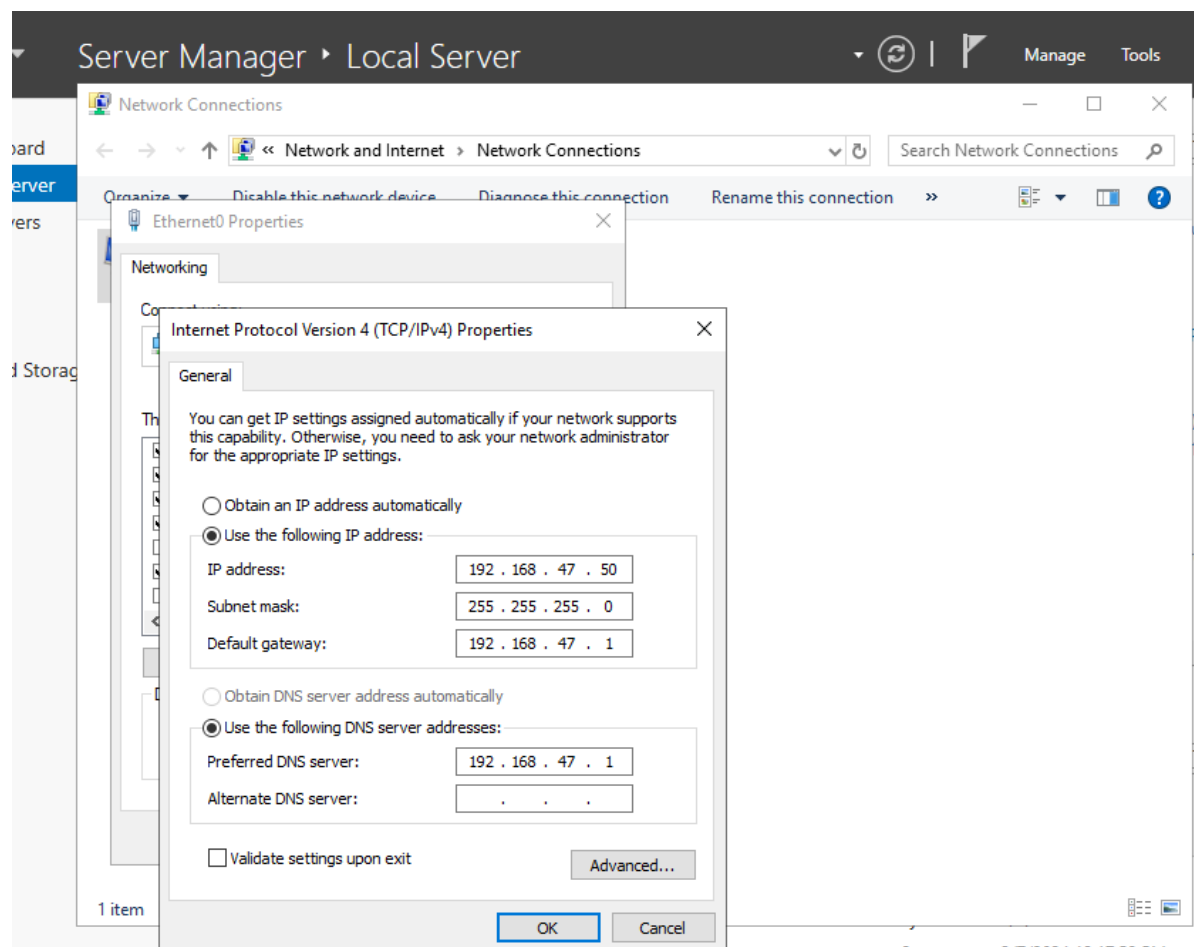 Server Manager ‣ Local Server
Manage Tools
Network Connections
« Network and Internet › Network Connections
Search Network Connections
Organize Disable this network device Diagnose this connection Rename this connection »
Ethernet0 Properties
Networking
Internet Protocol Version 4 (TCP/IPv4) Properties
General
You can get IP settings assigned automatically if your network supports
this capability. Otherwise, you need to ask your network administrator
for the appropriate IP settings.
Obtain an IP address automatically
Use the following IP address:
IP address: 192 . 168 . 47 . 50
Subnet mask: 255 . 255 . 255 . 0
Default gateway: 192 . 168 . 47 . 1
Obtain DNS server address automatically
Use the following DNS server addresses:
Preferred DNS server: 192 . 168 . 47 . 1
Alternate DNS server: . . .
Validate settings upon exit
Advanced...
1 item
OK Cancel